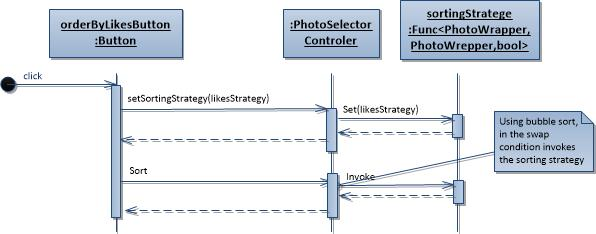 orderByLikesButton
:Button
:PhotoSelector
Controler
sortingStratege
:Func<PhotoWrapper,
PhotoWrepper,bool>
click
setSortingStrategy(likesStrategy)
Set(likesStrategy)
Using bubble sort,
in the swap
condition invokes
the sorting strategy
Sort
Invoke